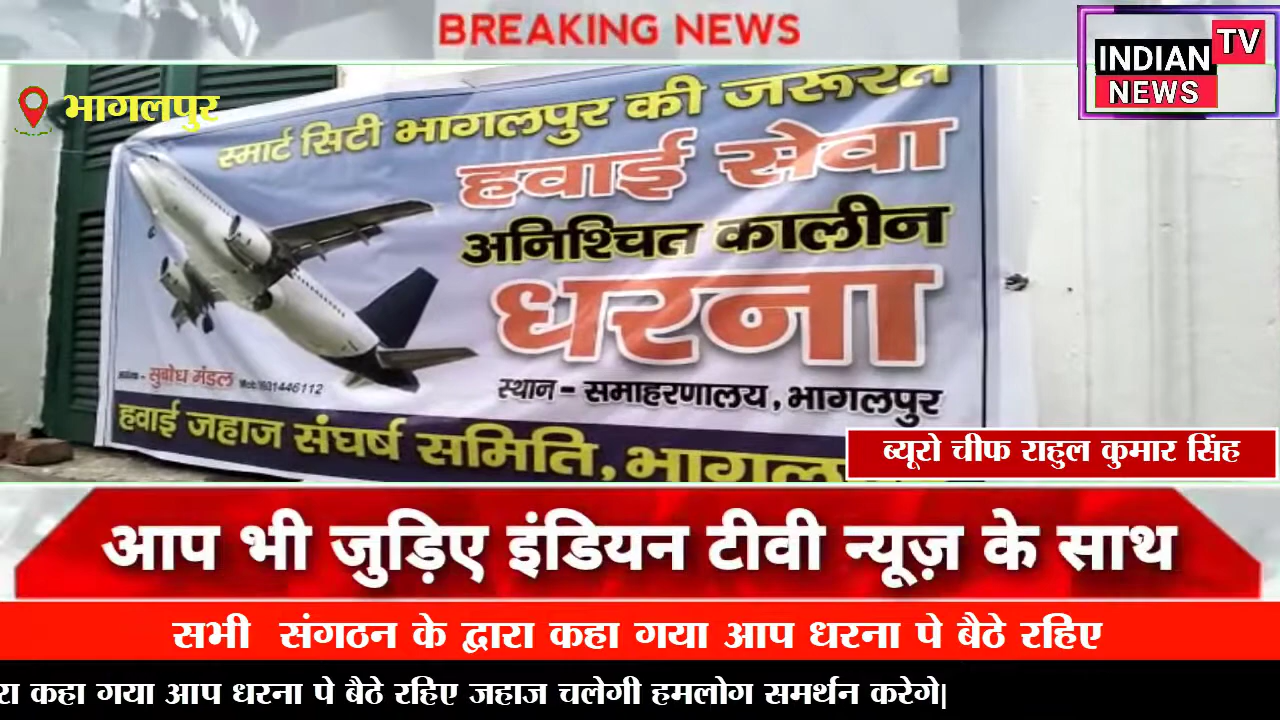 BREAKING NEWS
INDIAN TV
NEWS
भागलपुर
स्मार्ट सिटी भागलपुर की जरूरत
हवाई सेवा
अनिश्चित कालीन
धरना
स्थान - समाहरणालय, भागलपुर
सुबोध मंडल
हवाई जहाज संघर्ष समिति,
ब्यूरो चीफ राहुल कुमार सिंह
आप भी जुड़िए इंडियन टीवी न्यूज़ के साथ
सभी संगठन के द्वारा कहा गया आप धरना पे बैठे रहिए
रा कहा गया आप धरना पे बैठे रहिए जहाज चलेगी हमलोग समर्थन करेगे|